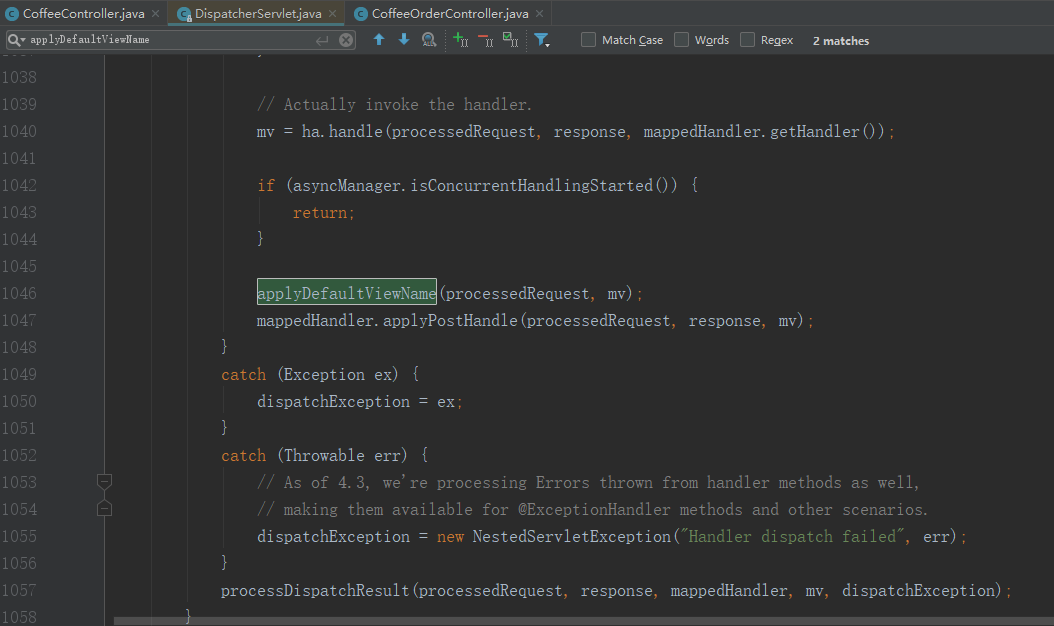 CoffeeController.java DispatcherServlet.java CoffeeOrderController.java
applyDefaultViewName Match Case Words Regex 2 matches
1038
1039 // Actually invoke the handler.
1040 mv = ha.handle(processedRequest, response, mappedHandler.getHandler());
1041
1042 if (asyncManager.isConcurrentHandlingStarted()) {
1043 return;
1044 }
1045
1046 applyDefaultViewName(processedRequest, mv);
1047 mappedHandler.applyPostHandle(processedRequest, response, mv);
1048 }
1049 catch (Exception ex) {
1050 dispatchException = ex;
1051 }
1052 catch (Throwable err) {
1053 // As of 4.3, we're processing Errors thrown from handler methods as well,
1054 // making them available for @ExceptionHandler methods and other scenarios.
1055 dispatchException = new NestedServletException("Handler dispatch failed", err);
1056 }
1057 processDispatchResult(processedRequest, response, mappedHandler, mv, dispatchException);
1058 }